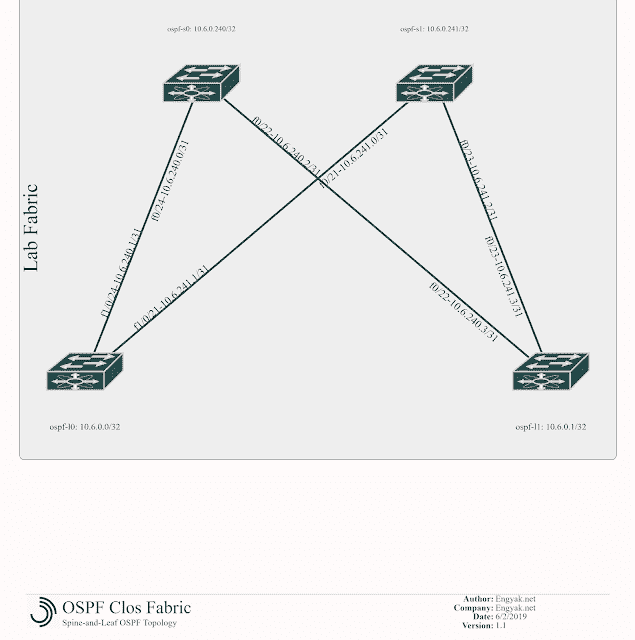 ospf-s0: 10.6.0.240/32
ospf-s1: 10.6.0.241/32
f0/22-10.6.240.2/31
f0/21-10.6.241.0/31
f0/24-10.6.240.0/31
f0/23-10.6.241.2/31
Lab Fabric
f1/0/24-10.6.240.1/31
f1/0/21-10.6.241.1/31
f0/22-10.6.240.3/31
f0/23-10.6.241.3/31
ospf-l0: 10.6.0.0/32
ospf-l1: 10.6.0.1/32
OSPF Clos Fabric
Spine-and-Leaf OSPF Topology
Author: Engyak.net
Company: Engyak.net
Date: 6/2/2019
Version: 1.1